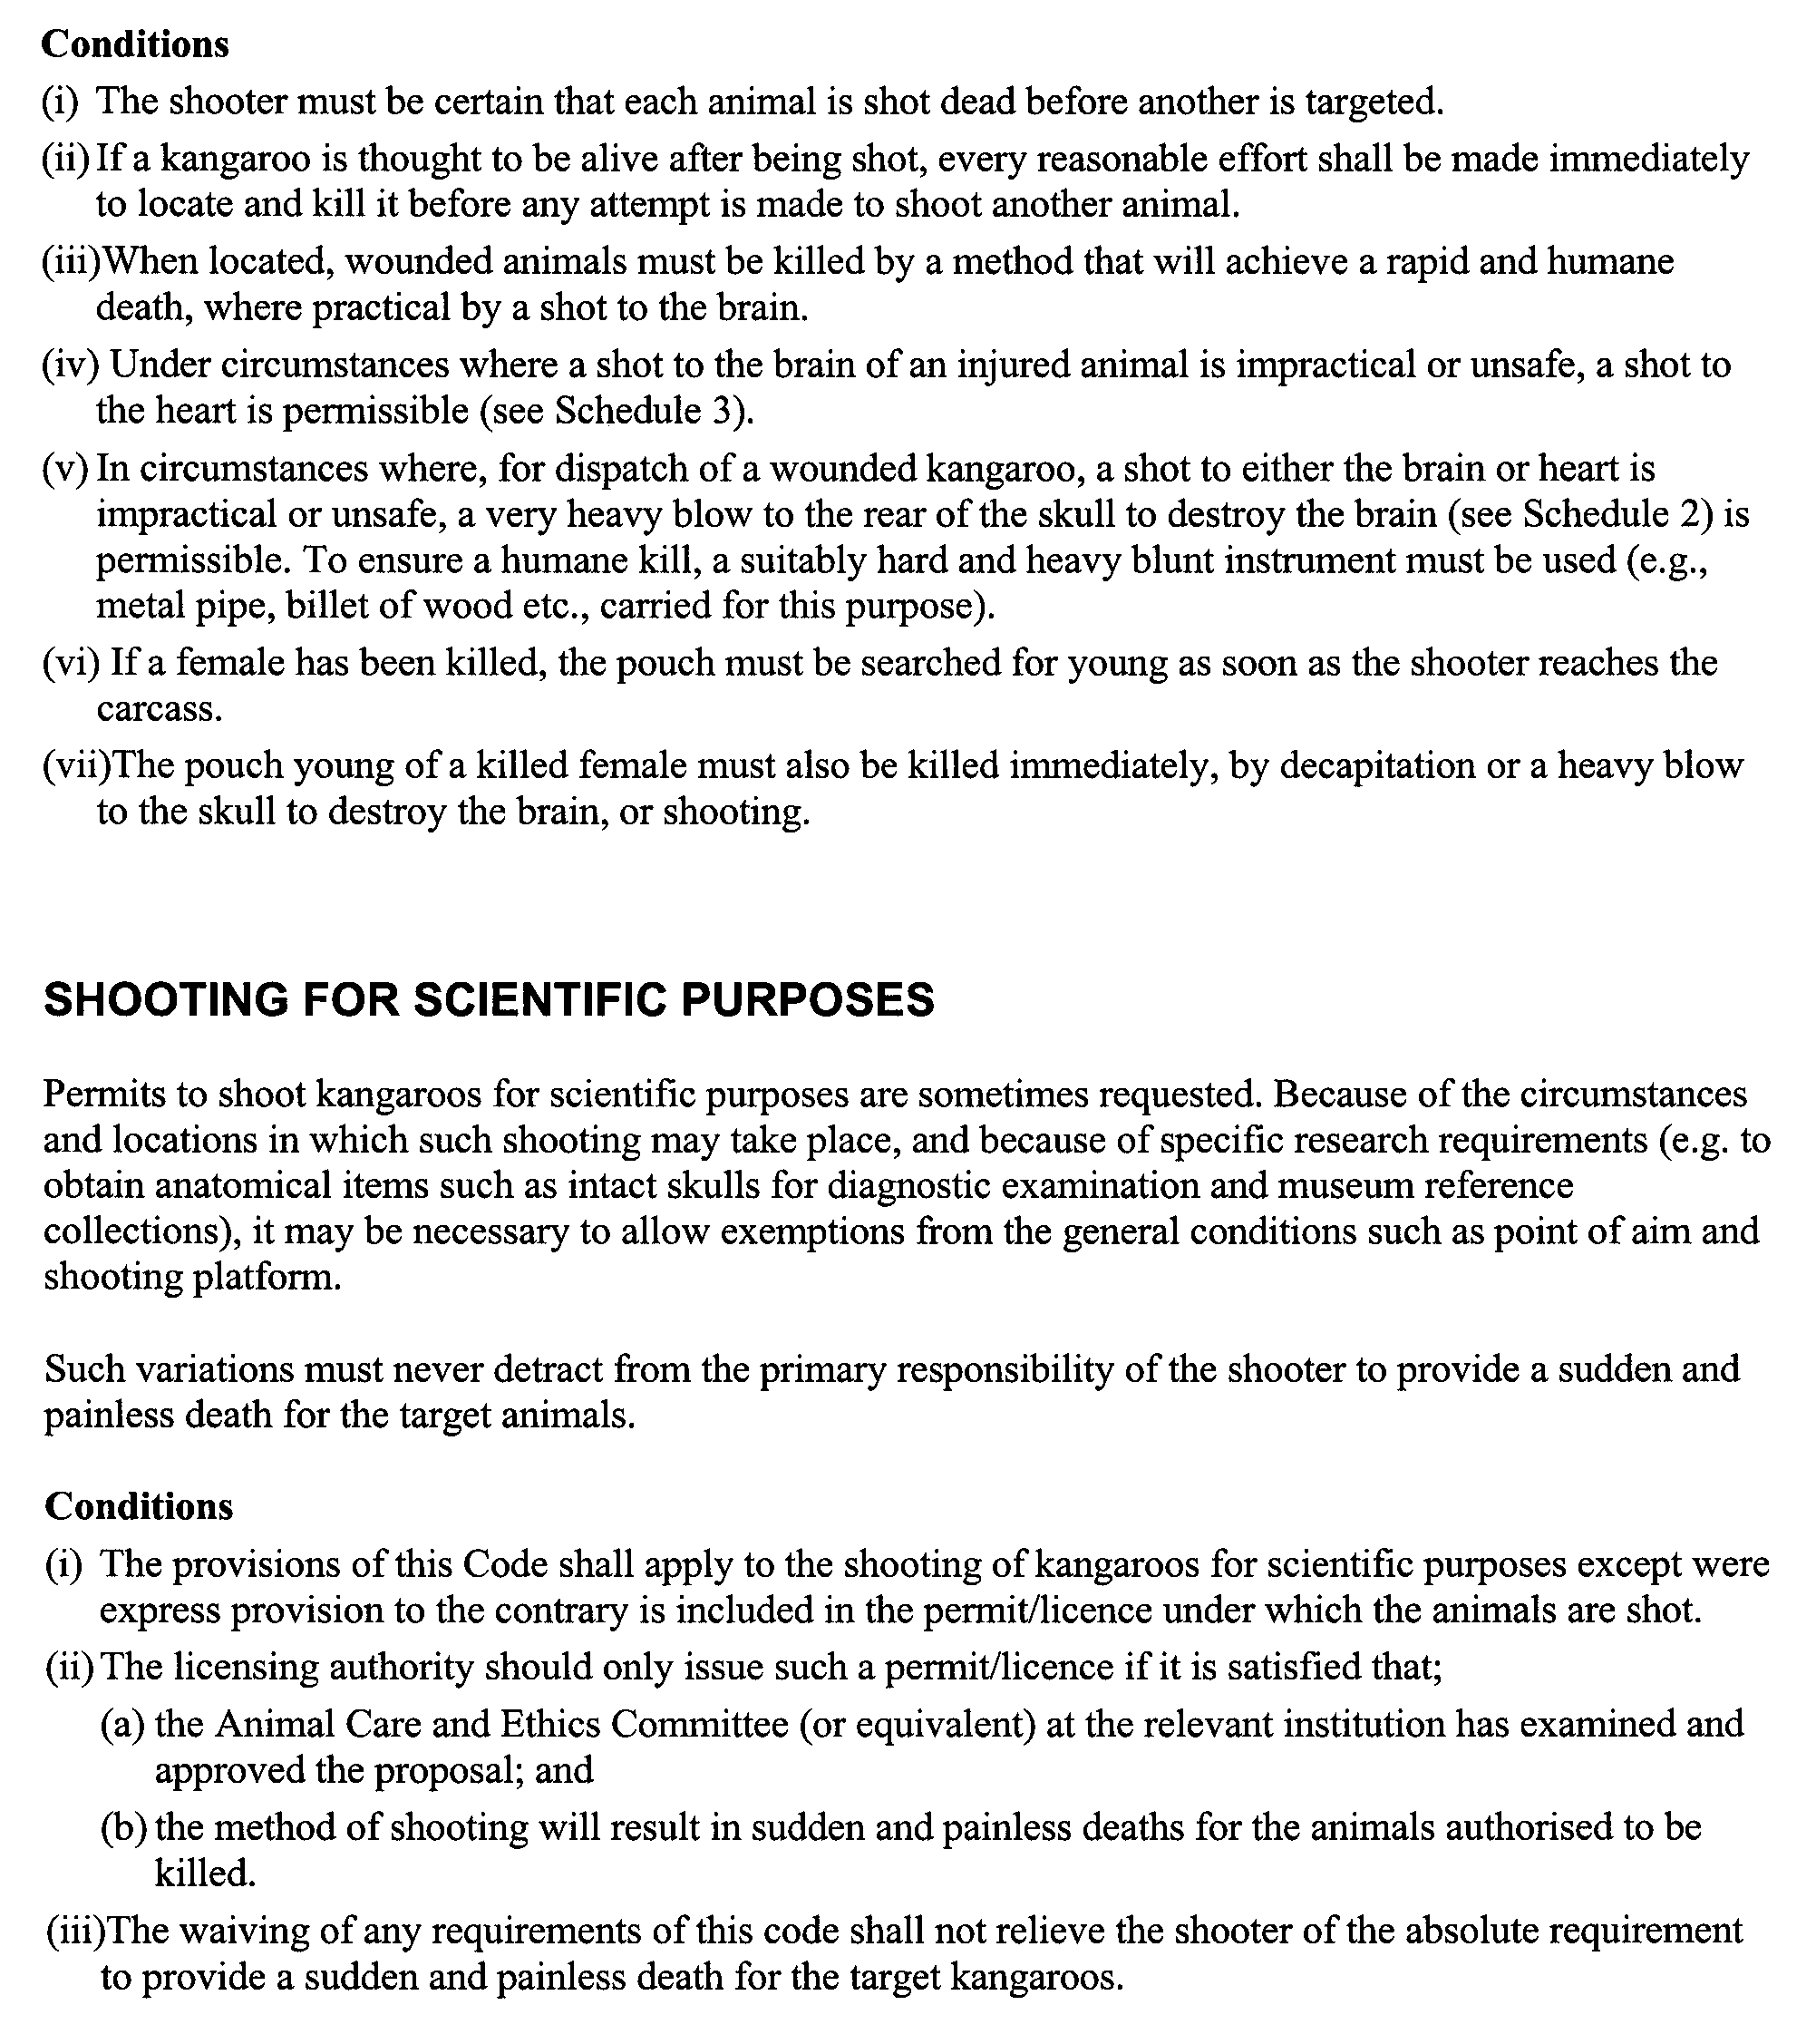 Conditions
(i) The shooter must be certain that each animal is shot dead before another is targeted.
(ii) If a kangaroo is thought to be alive after being shot, every reasonable effort shall be made immediately
to locate and kill it before any attempt is made to shoot another animal.
(iii)When located, wounded animals must be killed by a method that will achieve a rapid and humane
death, where practical by a shot to the brain.
(iv) Under circumstances where a shot to the brain of an injured animal is impractical or unsafe, a shot to
the heart is permissible (see Schedule 3).
(v) In circumstances where, for dispatch of a wounded kangaroo, a shot to either the brain or heart is
impractical or unsafe, a very heavy blow to the rear of the skull to destroy the brain (see Schedule 2) is
permissible. To ensure a humane kill, a suitably hard and heavy blunt instrument must be used (e.g.,
metal pipe, billet of wood etc., carried for this purpose).
(vi) If a female has been killed, the pouch must be searched for young as soon as the shooter reaches the
carcass.
(vii)The pouch young of a killed female must also be killed immediately, by decapitation or a heavy blow
to the skull to destroy the brain, or shooting.
SHOOTING FOR SCIENTIFIC PURPOSES
Permits to shoot kangaroos for scientific purposes are sometimes requested. Because of the circumstances
and locations in which such shooting may take place, and because of specific research requirements (e.g. to
obtain anatomical items such as intact skulls for diagnostic examination and museum reference
collections), it may be necessary to allow exemptions from the general conditions such as point of aim and
shooting platform.
Such variations must never detract from the primary responsibility of the shooter to provide a sudden and
painless death for the target animals.
Conditions
(i) The provisions of this Code shall apply to the shooting of kangaroos for scientific purposes except were
express provision to the contrary is included in the permit/licence under which the animals are shot.
(ii) The licensing authority should only issue such a permit/licence if it is satisfied that;
(a) the Animal Care and Ethics Committee (or equivalent) at the relevant institution has examined and
approved the proposal; and
(b) the method of shooting will result in sudden and painless deaths for the animals authorised to be
killed.
(iii)The waiving of any requirements of this code shall not relieve the shooter of the absolute requirement
to provide a sudden and painless death for the target kangaroos.